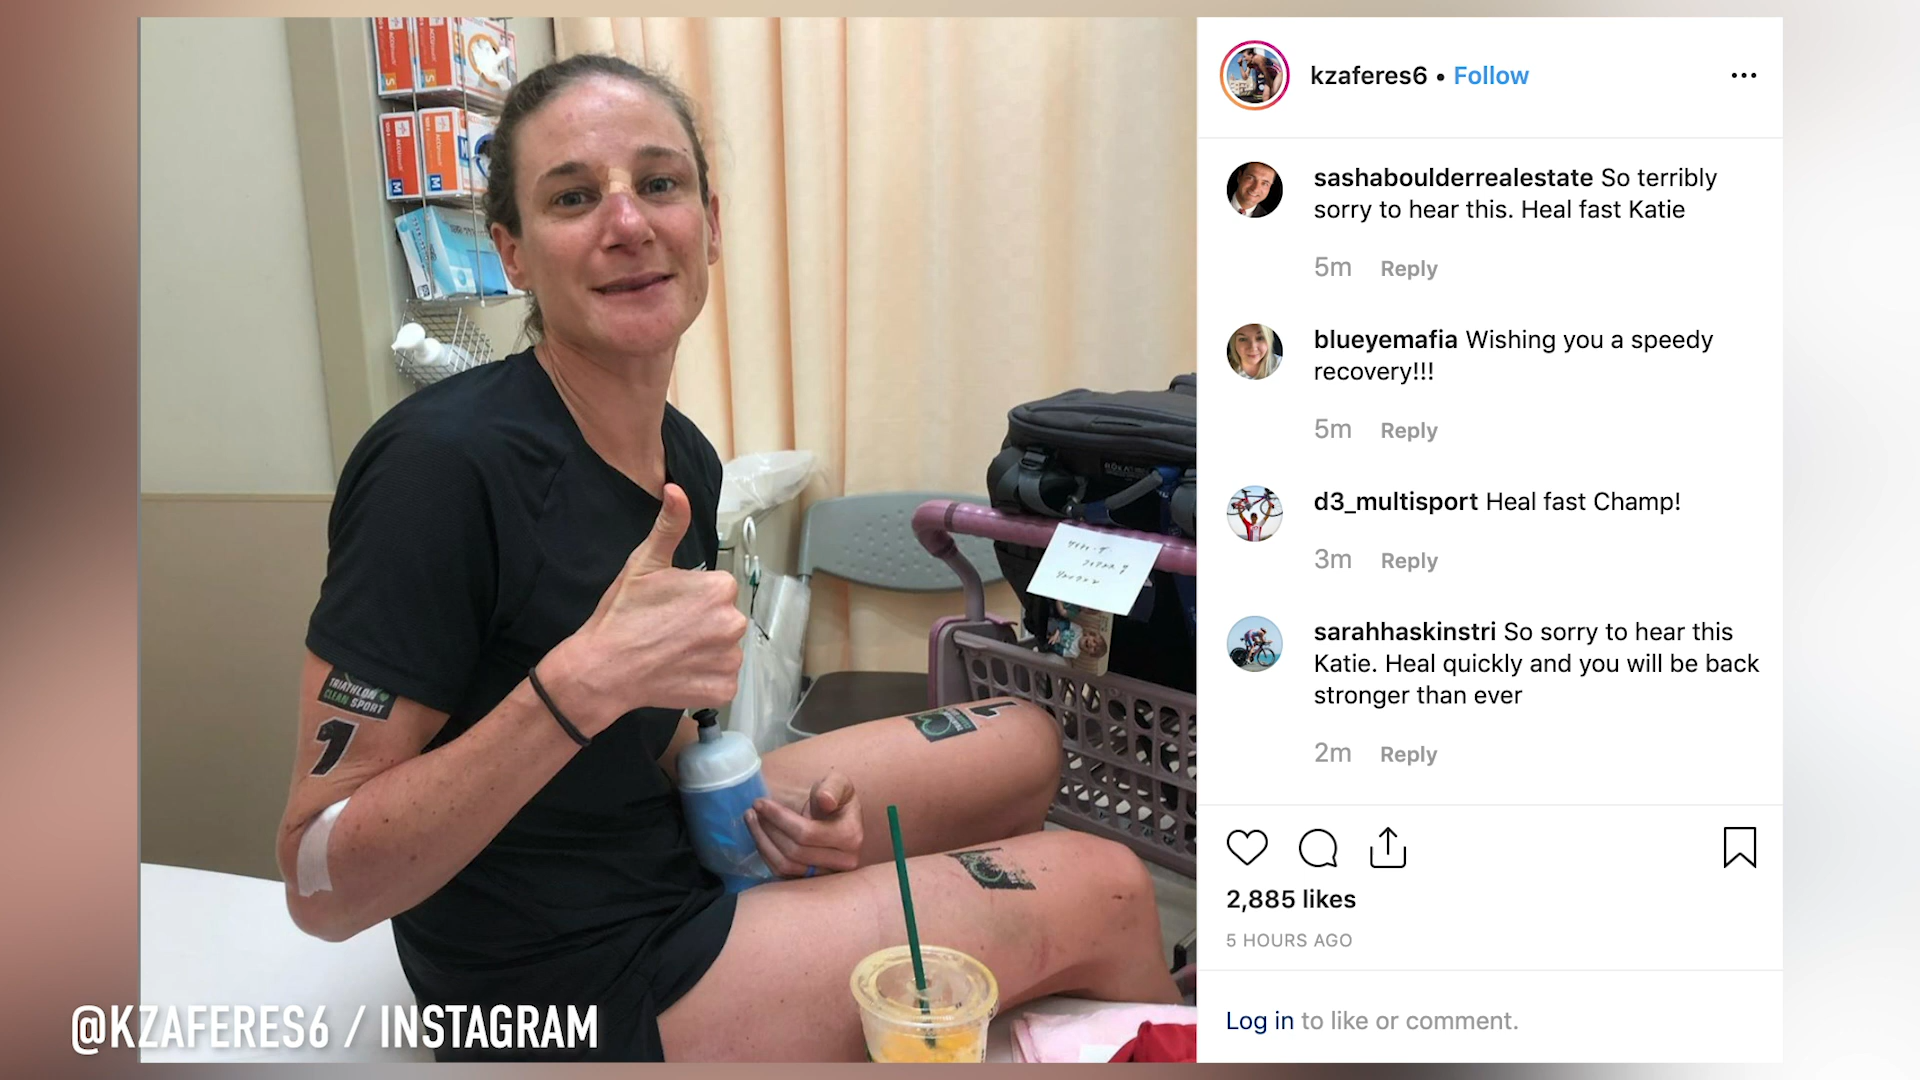 kzaferes6 • Follow
sashaboulderrealestate So terribly
sorry to hear this. Heal fast Katie
5m Reply
blueyemafia Wishing you a speedy
recovery!!!
5m Reply
d3_multisport Heal fast Champ!
3m Reply
sarahhaskinstri So sorry to hear this
Katie. Heal quickly and you will be back
stronger than ever
2m Reply
2,885 likes
5 HOURS AGO
Log in to like or comment.
TRIATHLON
CLEAN SPORT
1
M
M
@KZAFERES6 / INSTAGRAM